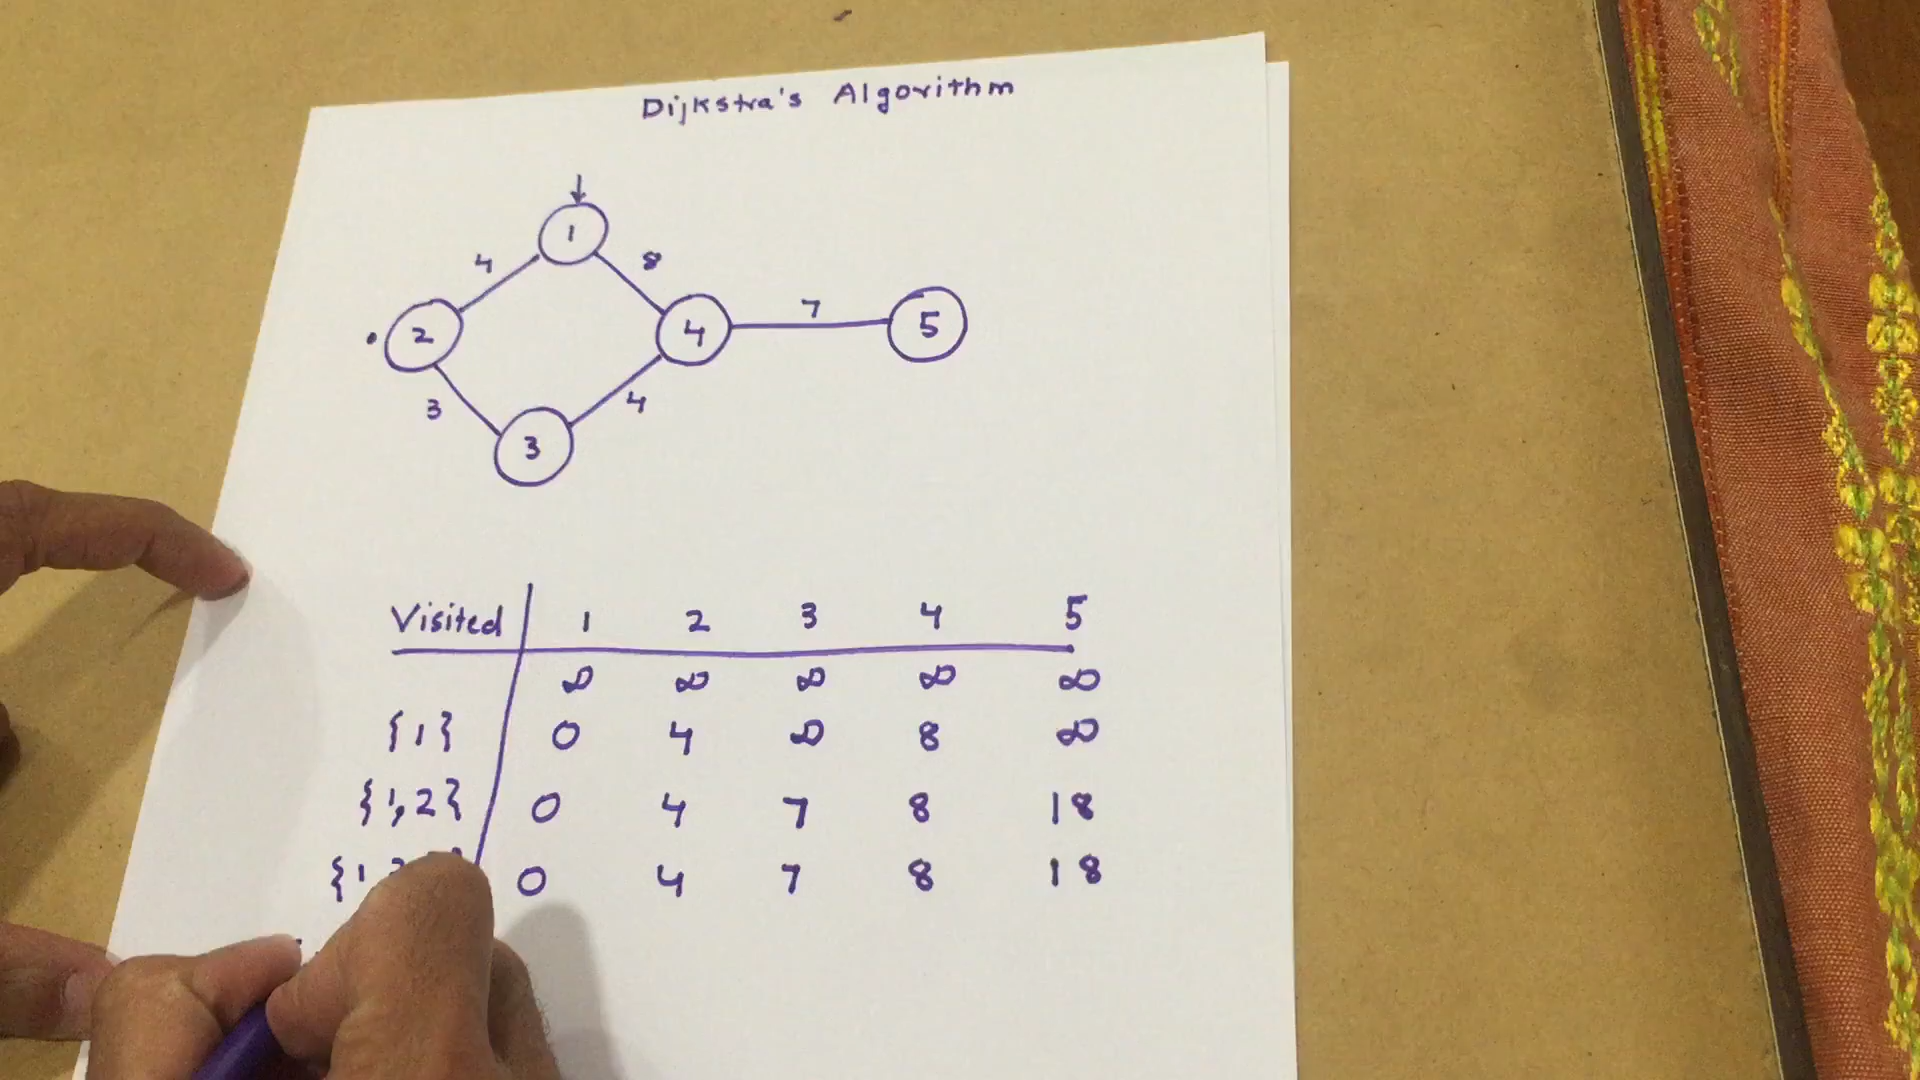 Dijkstra's Algorithm
1
4 8
7
2 4 5
3 4
3
Visited 1 2 3 4 5
∞ ∞ ∞ ∞ ∞
{1} 0 4 ∞ 8 ∞
{1,2} 0 4 7 8 18
{1 0 4 7 8 18